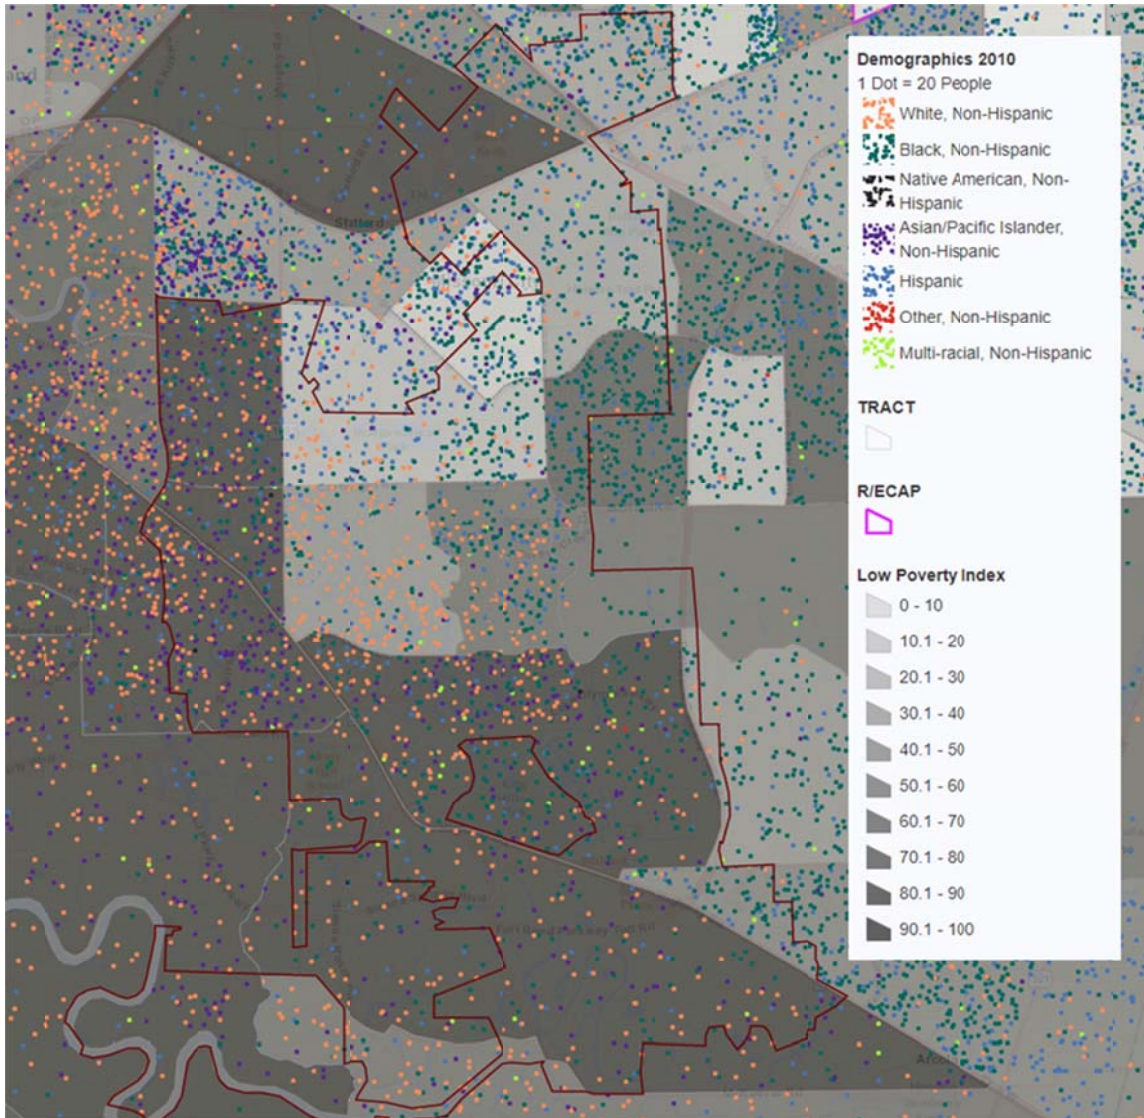 Demographics 2010
1 Dot = 20 People
White, Non-Hispanic
Black, Non-Hispanic
Native American, Non-
Hispanic
Asian/Pacific Islander,
Non-Hispanic
Hispanic
Other, Non-Hispanic
Multi-racial, Non-Hispanic
TRACT
R/ECAP
Low Poverty Index
0 - 10
10.1 - 20
20.1 - 30
30.1 - 40
40.1 - 50
50.1 - 60
60.1 - 70
70.1 - 80
80.1 - 90
90.1 - 100